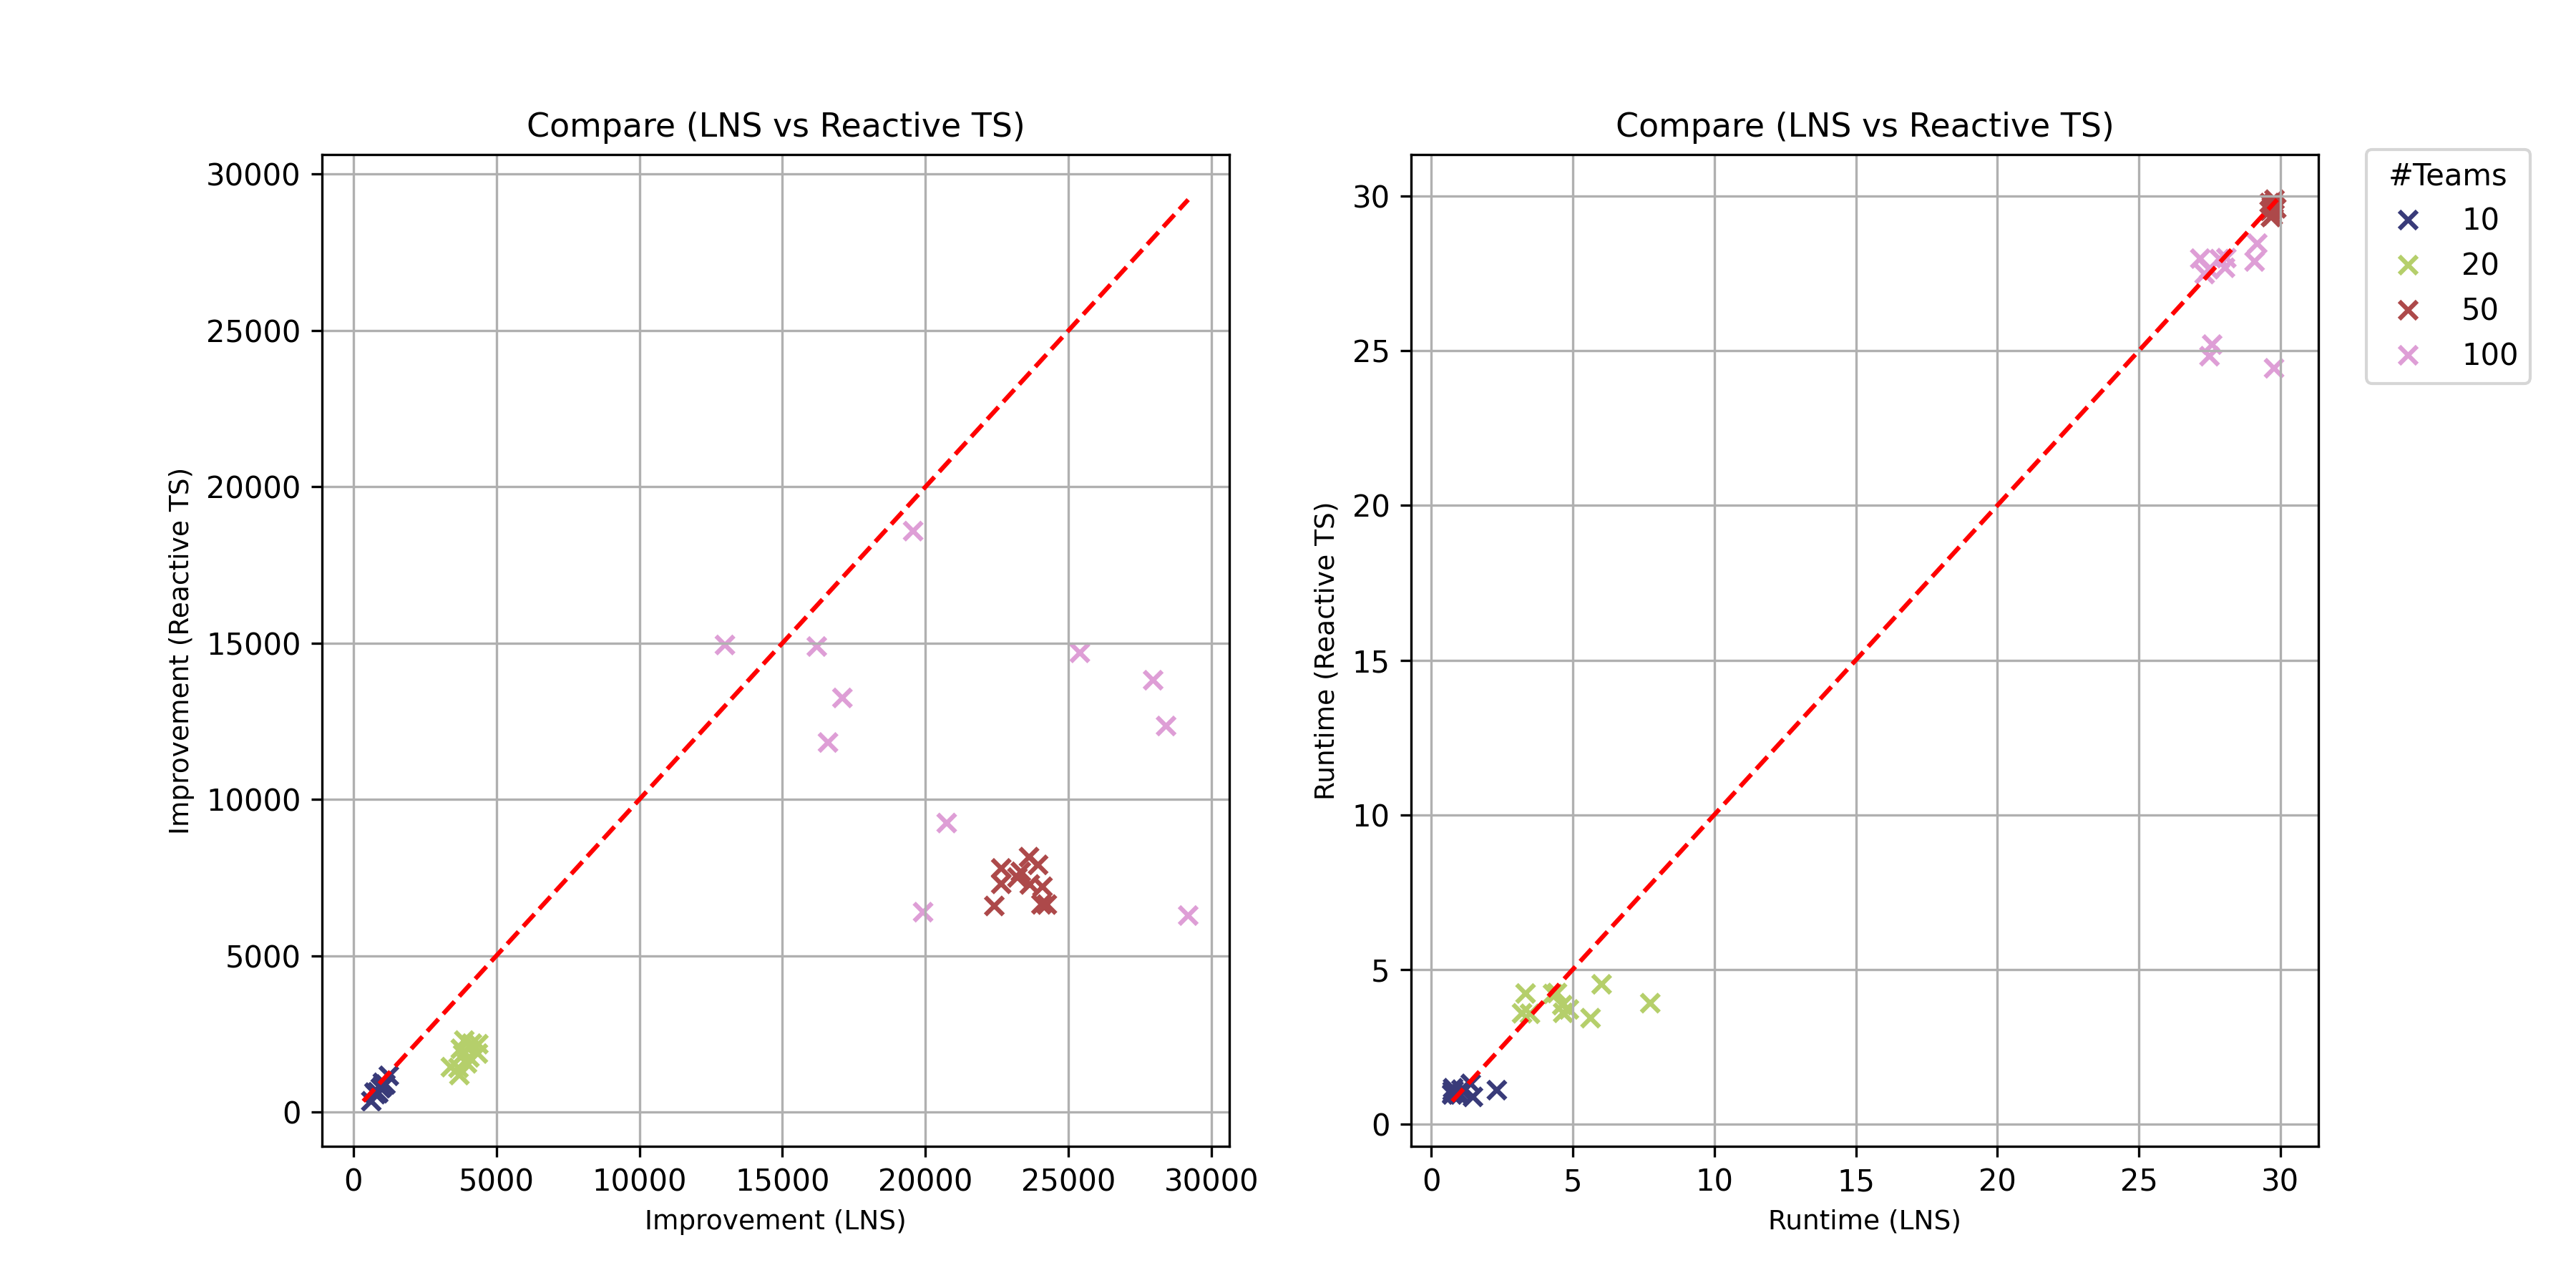 Compare (LNS vs Reactive TS)
30000
25000
20000
15000
10000
5000
0
Improvement (Reactive TS)
0 5000 10000 15000 20000 25000 30000
Improvement (LNS)
Compare (LNS vs Reactive TS)
30
25
20
15
10
5
0
Runtime (Reactive TS)
0 5 10 15 20 25 30
Runtime (LNS)
#Teams
10
20
50
100